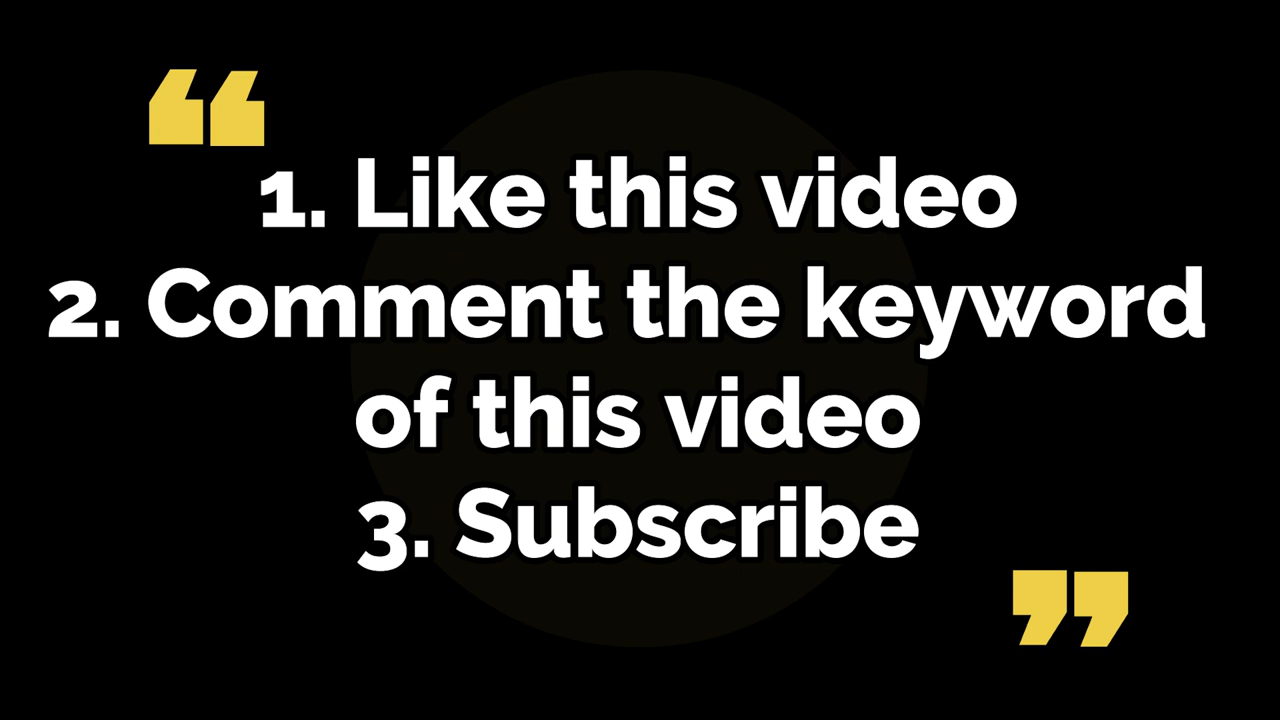 “
1. Like this video
2. Comment the keyword
of this video
3. Subscribe
”